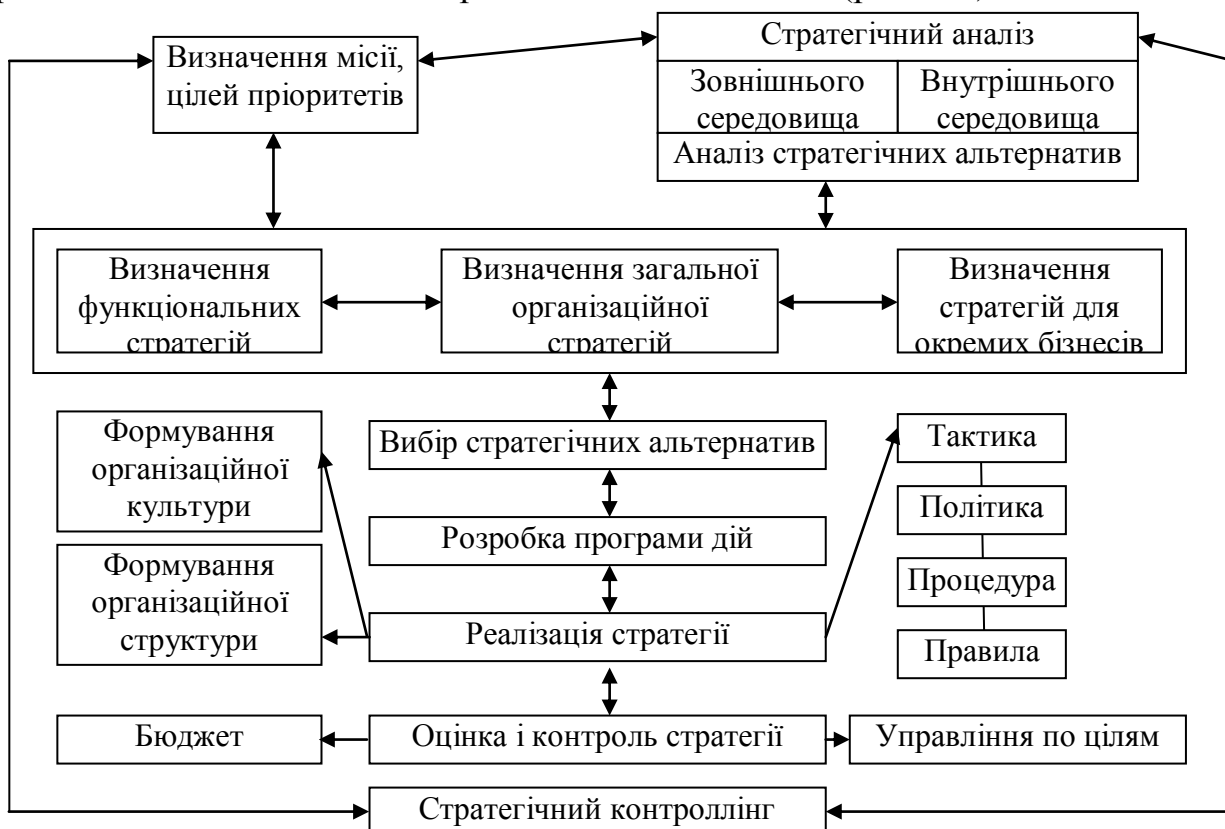 Визначення місії,
цілей пріоритетів
Стратегічний аналіз
Зовнішнього
середовища
Внутрішнього
середовища
Аналіз стратегічних альтернатив
Визначення
функціональних
стратегій
Визначення загальної
організаційної
стратегій
Визначення
стратегій для
окремих бізнесів
Формування
організаційної
культури
Вибір стратегічних альтернатив
Тактика
Політика
Розробка програми дій
Формування
організаційної
структури
Процедура
Реалізація стратегії
Правила
Бюджет
Оцінка і контроль стратегії
Управління по цілям
Стратегічний контроллінг